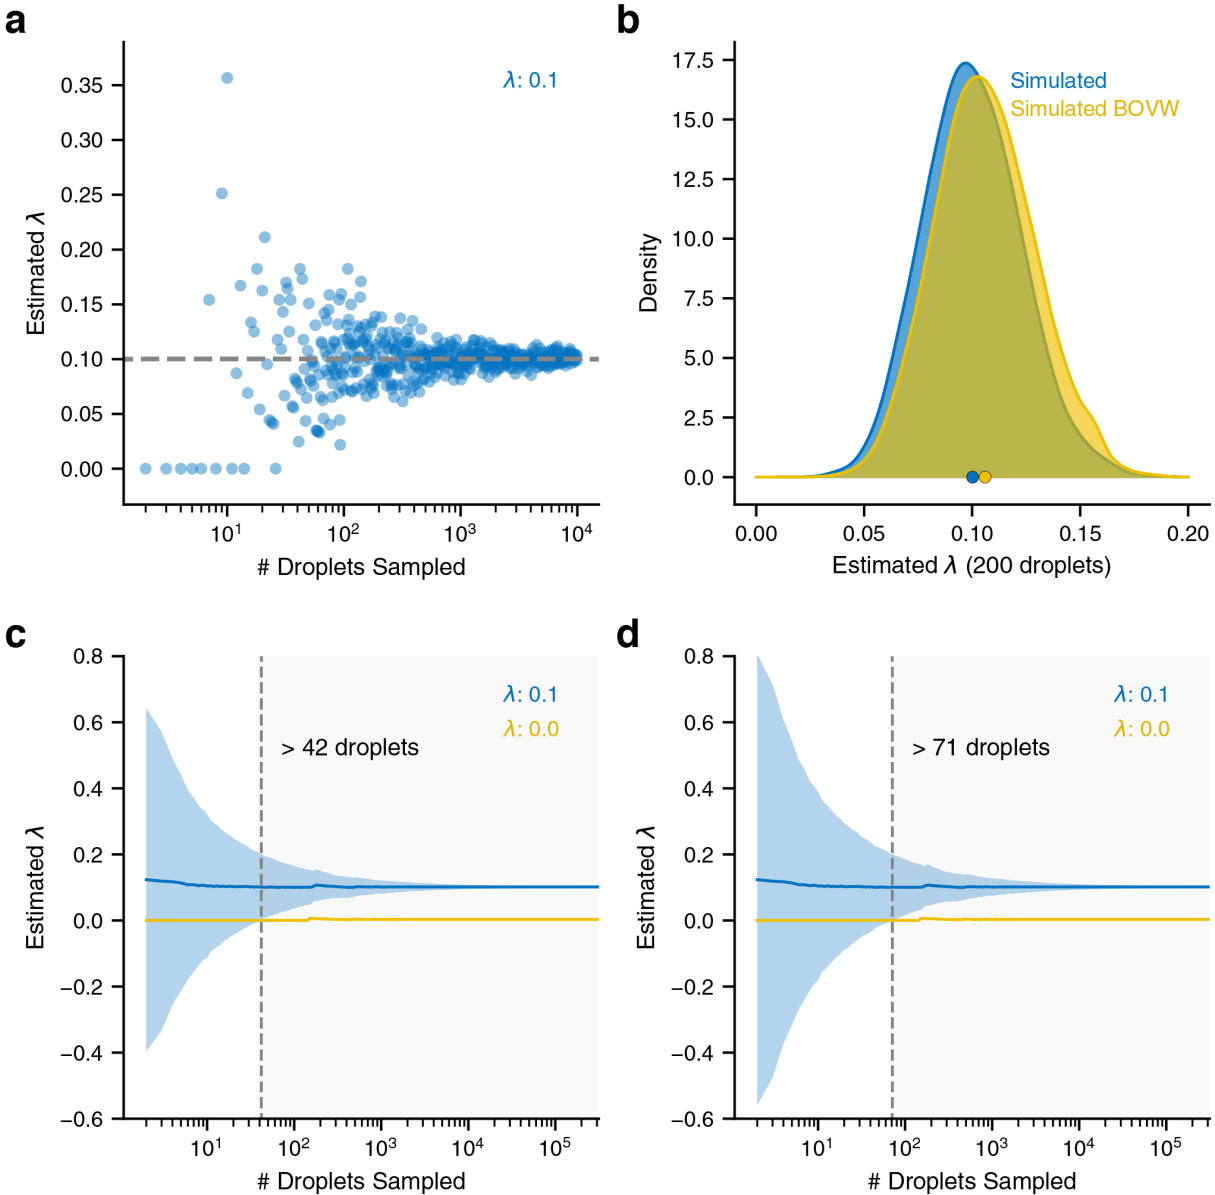 a
λ: 0.1
0.35
0.30
0.25
0.20
0.15
0.10
0.05
0.00
Estimated λ
10¹
10²
10³
10⁴
# Droplets Sampled
b
Simulated
Simulated BOVW
17.5
15.0
12.5
10.0
7.5
5.0
2.5
0.0
Density
0.00
0.05
0.10
0.15
0.20
Estimated λ (200 droplets)
c
λ: 0.1
λ: 0.0
> 42 droplets
0.8
0.6
0.4
0.2
0.0
−0.2
−0.4
−0.6
Estimated λ
10¹
10²
10³
10⁴
10⁵
# Droplets Sampled
d
λ: 0.1
λ: 0.0
> 71 droplets
0.8
0.6
0.4
0.2
0.0
−0.2
−0.4
−0.6
Estimated λ
10¹
10²
10³
10⁴
10⁵
# Droplets Sampled